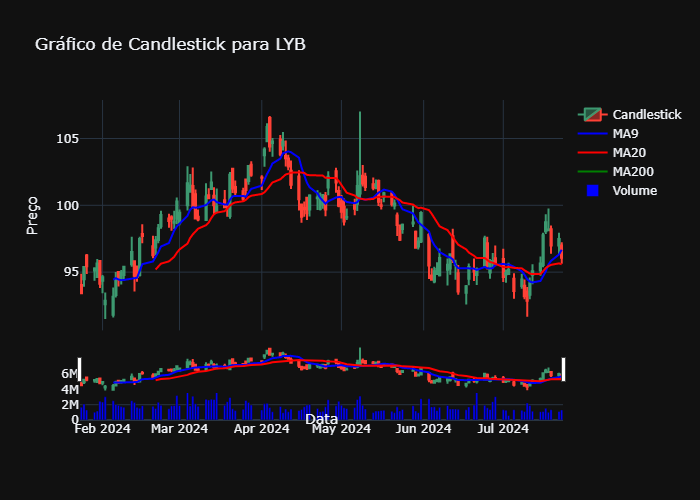 Gráfico de Candlestick para LYB
Candlestick
MA9
MA20
MA200
Volume
Preço
105
100
95
6M
4M
2M
0
Data
Feb 2024 Mar 2024 Apr 2024 May 2024 Jun 2024 Jul 2024